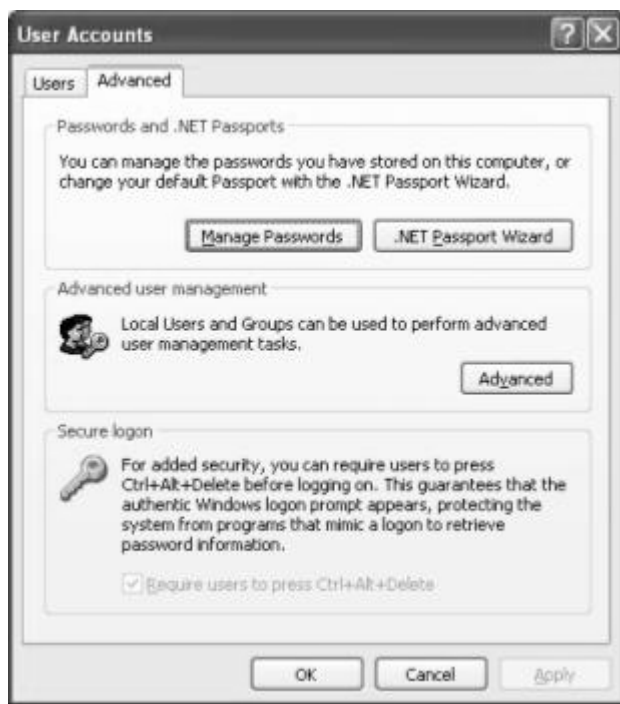 User Accounts
Users
Advanced
Passwords and .NET Passports
You can manage the passwords you have stored on this computer, or
change your default Passport with the .NET Passport Wizard.
Manage Passwords
.NET Passport Wizard
Advanced user management
Local Users and Groups can be used to perform advanced
user management tasks.
Advanced
Secure logon
For added security, you can require users to press
Ctrl+Alt+Delete before logging on. This guarantees that the
authentic Windows logon prompt appears, protecting the
system from programs that mimic a logon to retrieve
password information.
Require users to press Ctrl+Alt+Delete
OK
Cancel
Apply